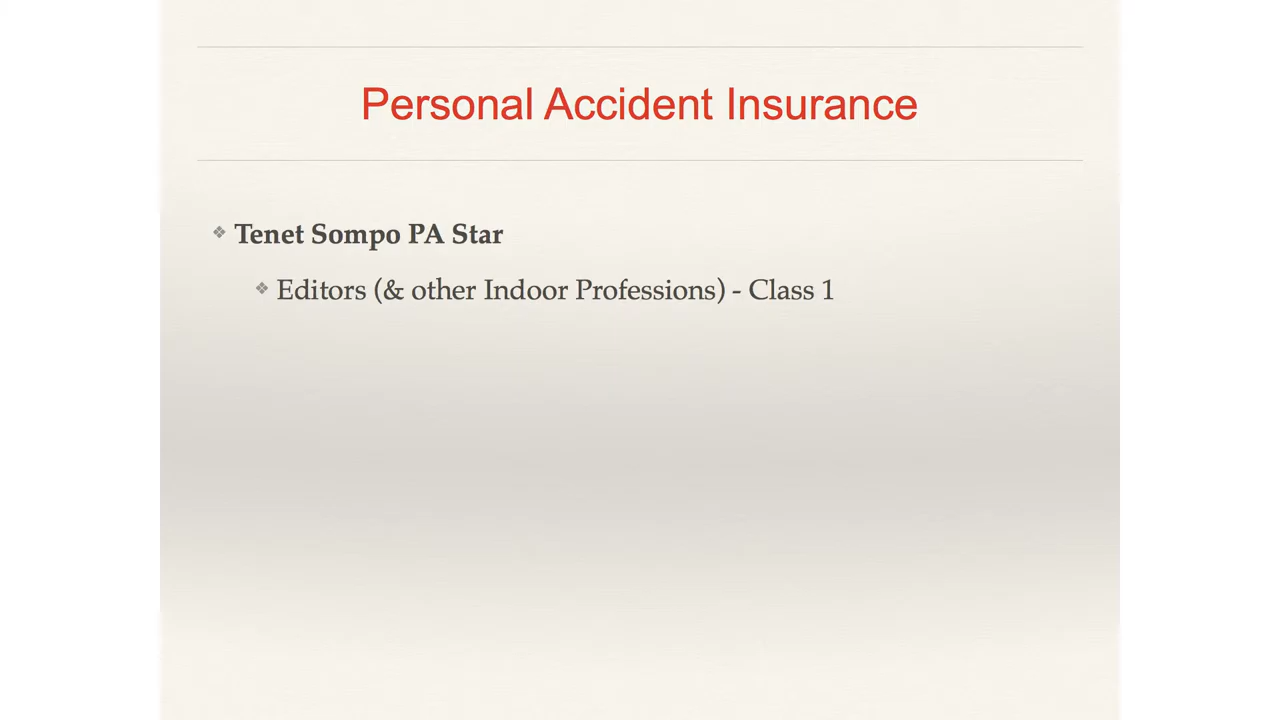 Personal Accident Insurance
Tenet Sompo PA Star
Editors (& other Indoor Professions) - Class 1